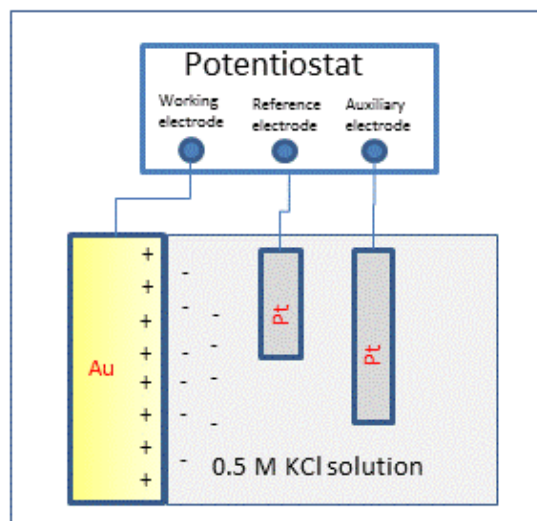 Potentiostat
Working
electrode
Reference
electrode
Auxiliary
electrode
+
+
+
+
+
+
+
+
-
-
-
-
-
-
-
-
-
-
Au
Pt
Pt
0.5 M KCl solution